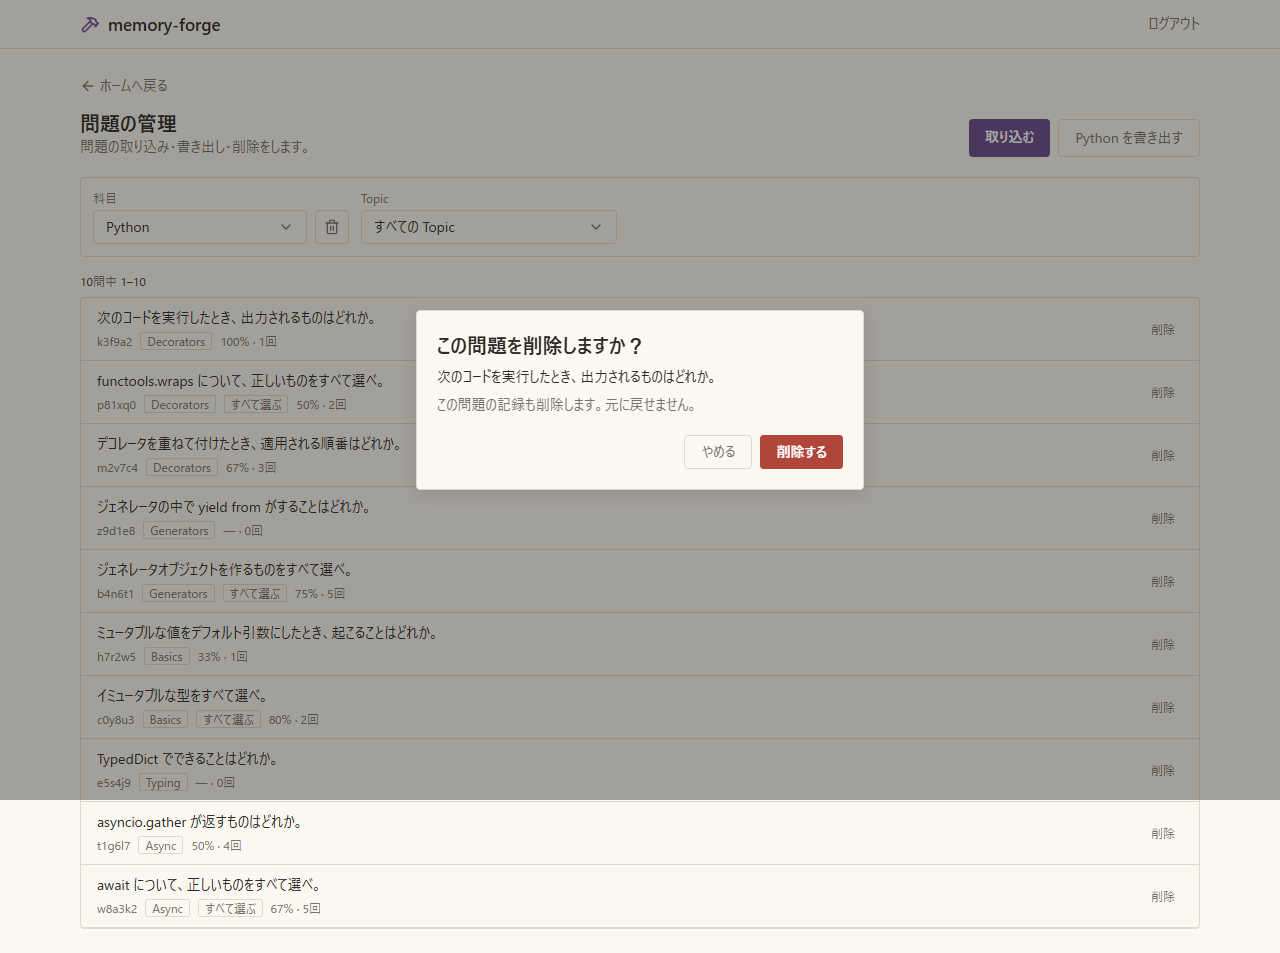 memory-forge
ログアウト
ホームへ戻る
問題の管理
問題の取り込み・書き出し・削除をします。
取り込む
Python を書き出す
科目
Topic
Python
すべての Topic
10問中 1–10
次のコードを実行したとき、出力されるものはどれか。
k3f9a2 Decorators 100% · 1回
削除
functools.wraps について、正しいものをすべて選べ。
p81xq0 Decorators すべて選ぶ 50% · 2回
削除
デコレータを重ねて付けたとき、適用される順番はどれか。
m2v7c4 Decorators 67% · 3回
削除
この問題を削除しますか？
次のコードを実行したとき、出力されるものはどれか。
この問題の記録も削除します。元に戻せません。
やめる
削除する
ジェネレータの中で yield from がすることはどれか。
z9d1e8 Generators — · 0回
削除
ジェネレータオブジェクトを作るものをすべて選べ。
b4n6t1 Generators すべて選ぶ 75% · 5回
削除
ミュータブルな値をデフォルト引数にしたとき、起こることはどれか。
h7r2w5 Basics 33% · 1回
削除
イミュータブルな型をすべて選べ。
c0y8u3 Basics すべて選ぶ 80% · 2回
削除
TypedDict でできることはどれか。
e5s4j9 Typing — · 0回
削除
asyncio.gather が返すものはどれか。
t1g6l7 Async 50% · 4回
削除
await について、正しいものをすべて選べ。
w8a3k2 Async すべて選ぶ 67% · 5回
削除